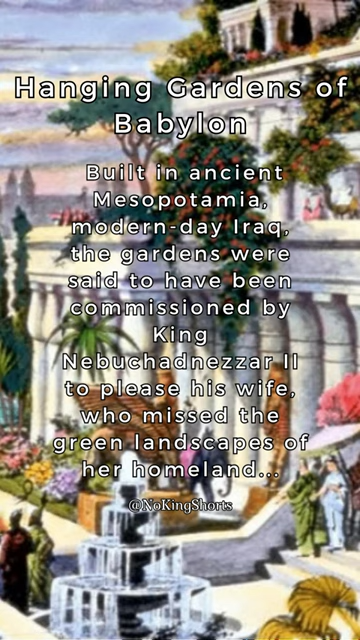 Hanging Gardens of
Babylon
Built in ancient
Mesopotamia,
modern-day Iraq,
the gardens were
said to have been
commissioned by
King
Nebuchadnezzar II
to please his wife,
who missed the
green landscapes of
her homeland...
@NoKingShorts